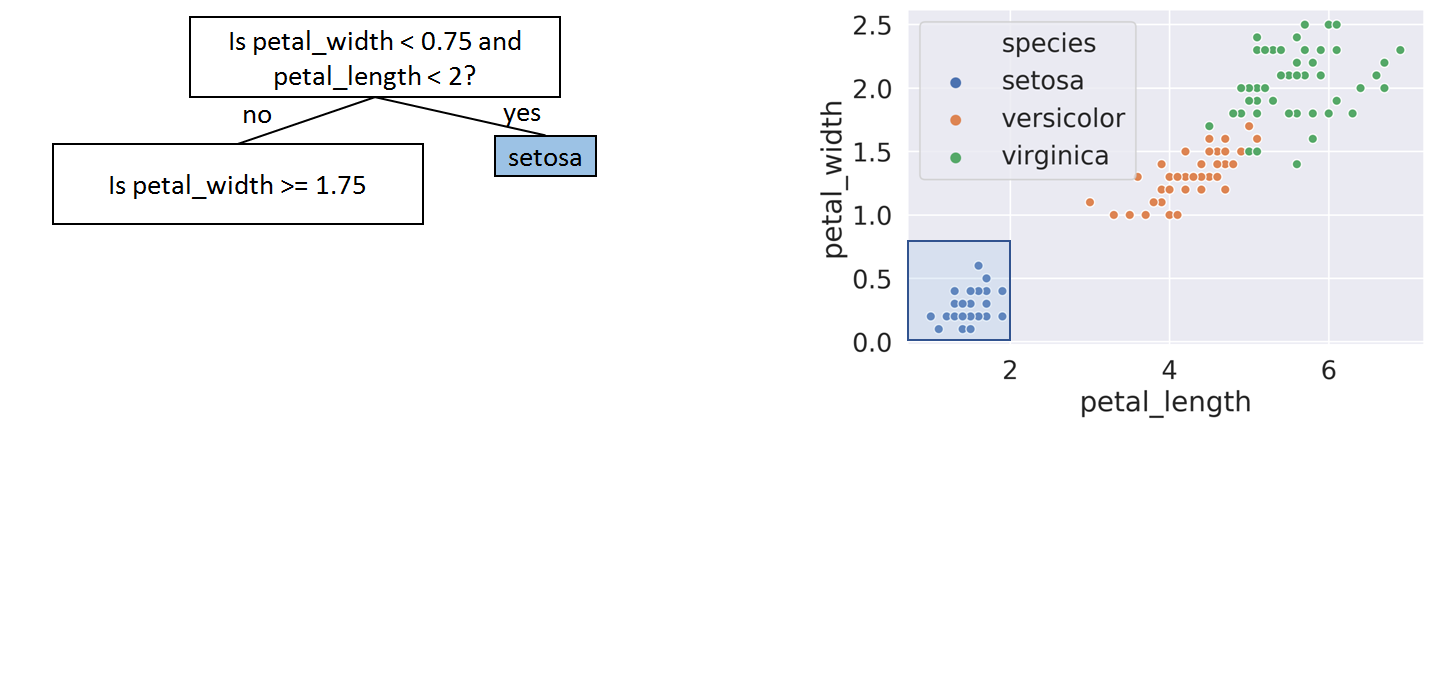 Is petal_width < 0.75 and
petal_length < 2?
no
yes
setosa
Is petal_width >= 1.75
2.5
2.0
1.5
1.0
0.5
0.0
petal_width
species
setosa
versicolor
virginica
2 4 6
petal_length